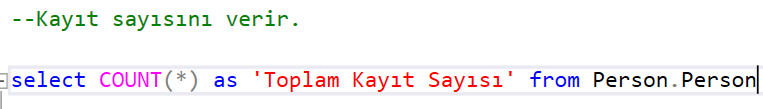 --Kayıt sayısını verir.
select COUNT(*) as 'Toplam Kayıt Sayısı' from Person.Person